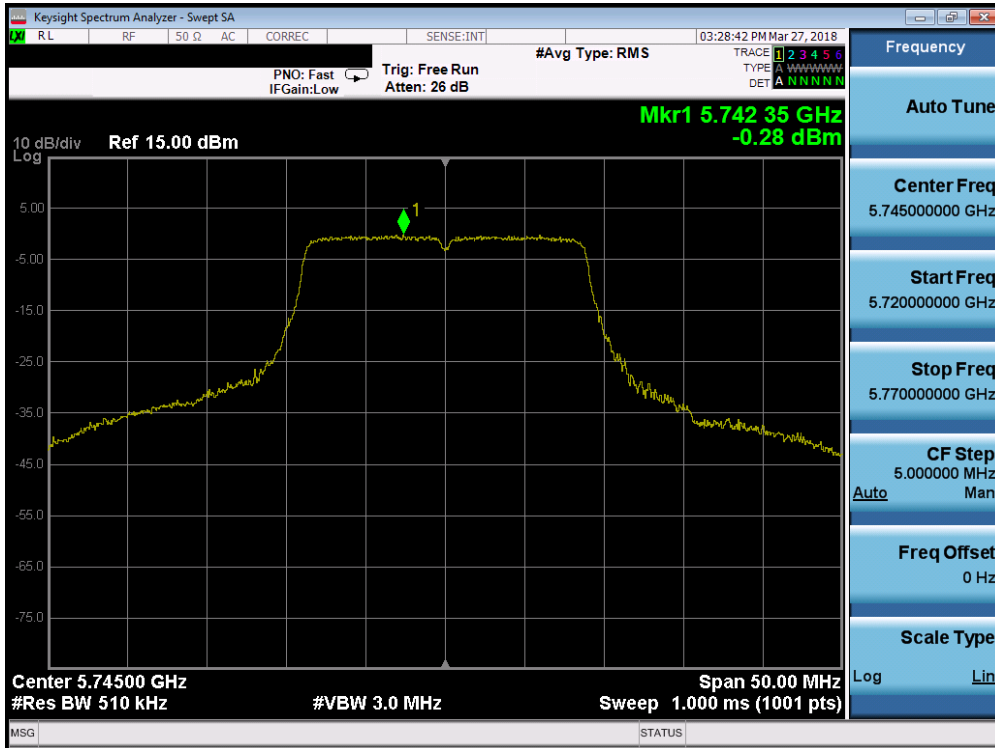 Keysight Spectrum Analyzer - Swept SA
LXI RL RF 50 Ω AC CORREC SENSE:INT 03:28:42 PM Mar 27, 2018
#Avg Type: RMS
TRACE 1 2 3 4 5 6
TYPE A WWWWW
DET A N N N N N
PNO: Fast
IFGain:Low
Trig: Free Run
Atten: 26 dB
Mkr1 5.742 35 GHz
-0.28 dBm
10 dB/div Ref 15.00 dBm
Log
1
5.00
-5.00
-15.0
-25.0
-35.0
-45.0
-55.0
-65.0
-75.0
Center 5.74500 GHz Span 50.00 MHz
#Res BW 510 kHz #VBW 3.0 MHz Sweep 1.000 ms (1001 pts)
MSG STATUS
Frequency
Auto Tune
Center Freq
5.745000000 GHz
Start Freq
5.720000000 GHz
Stop Freq
5.770000000 GHz
CF Step
5.000000 MHz
Auto Man
Freq Offset
0 Hz
Scale Type
Log Lin